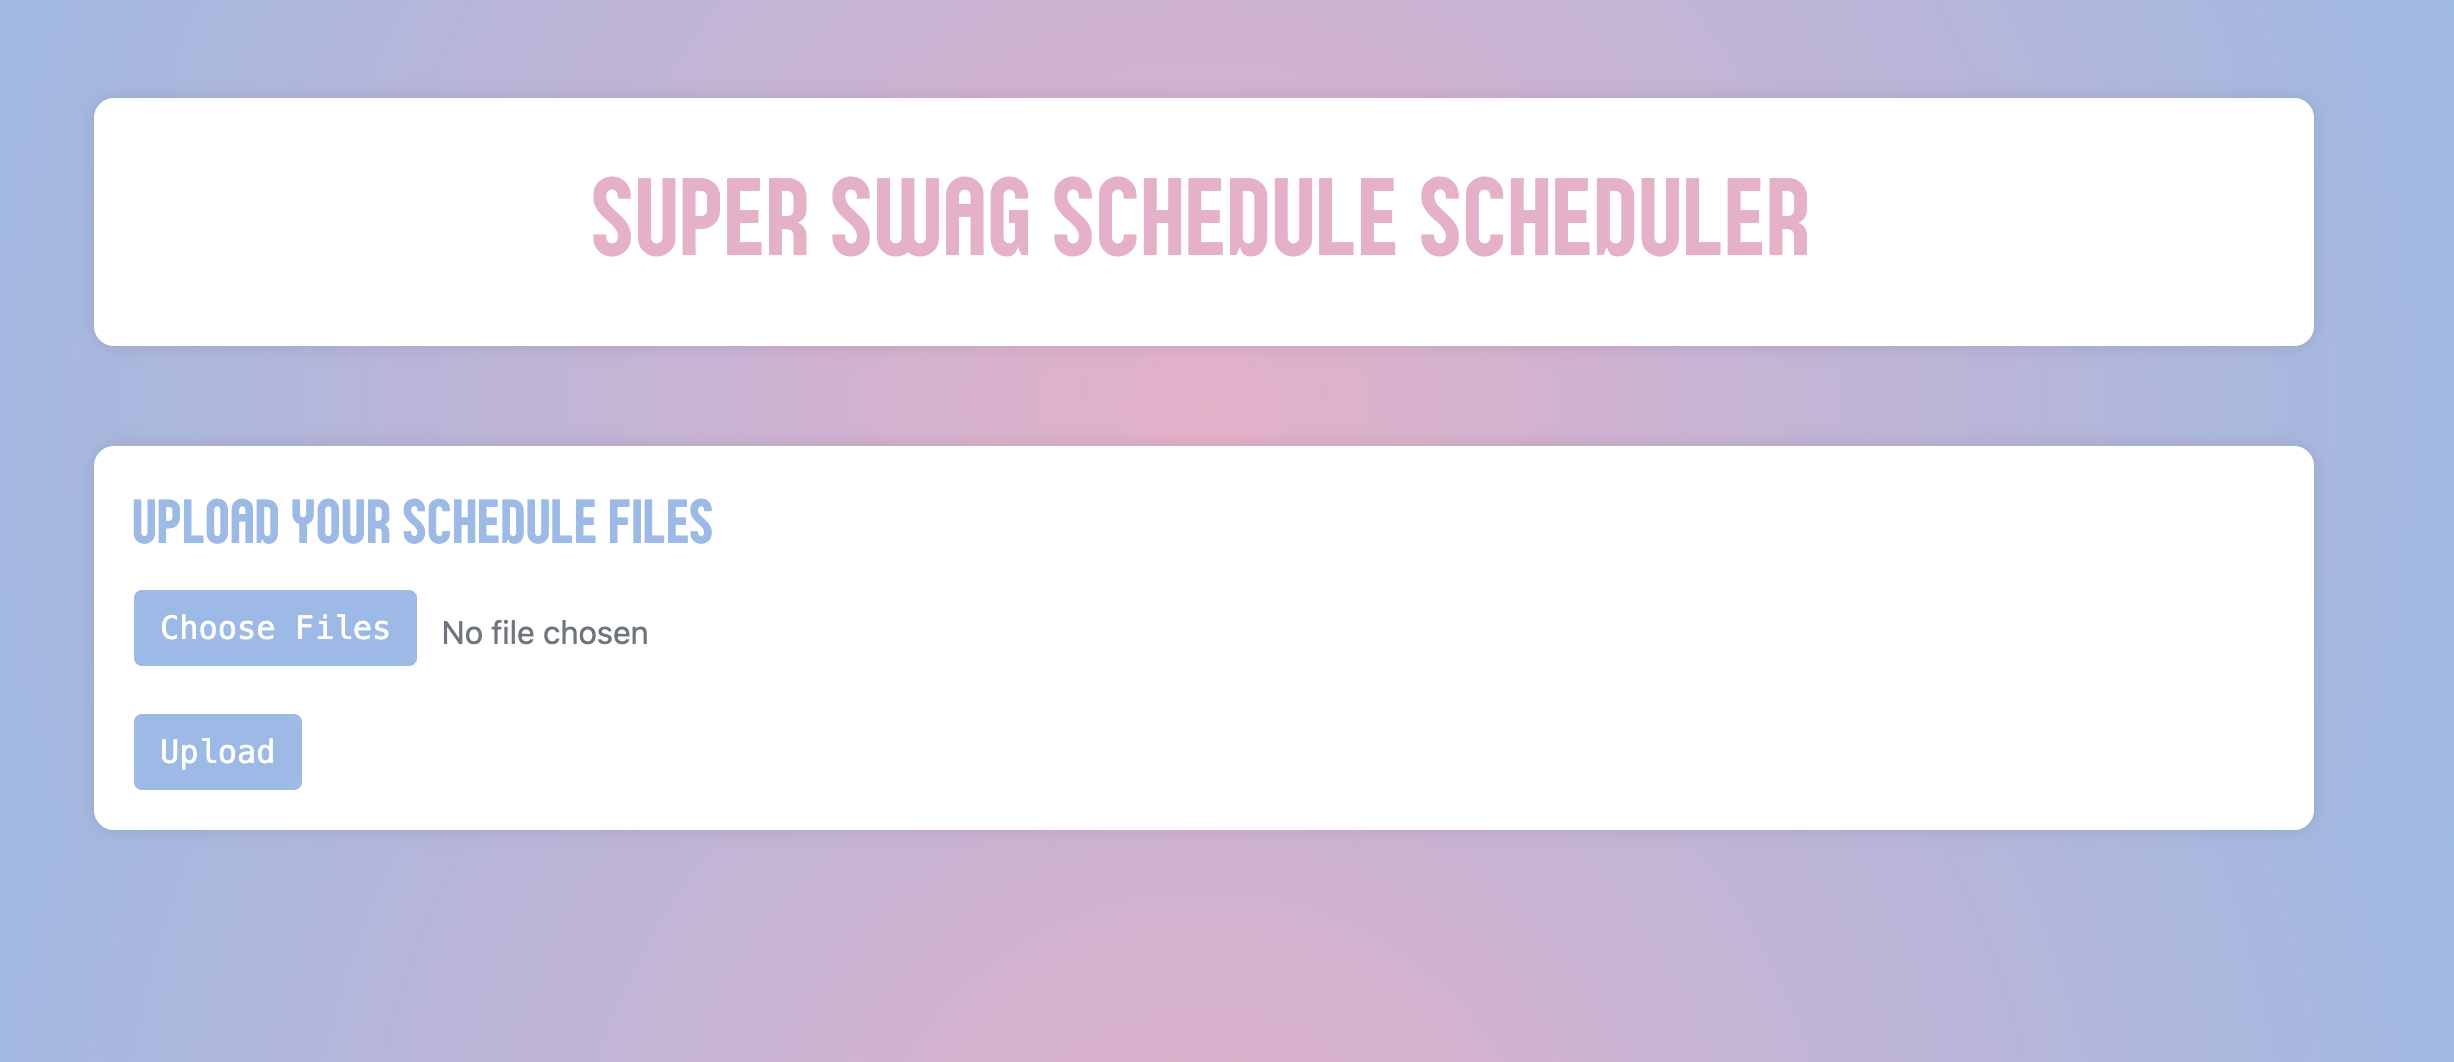 SUPER SWAG SCHEDULE SCHEDULER
UPLOAD YOUR SCHEDULE FILES
Choose Files No file chosen
Upload